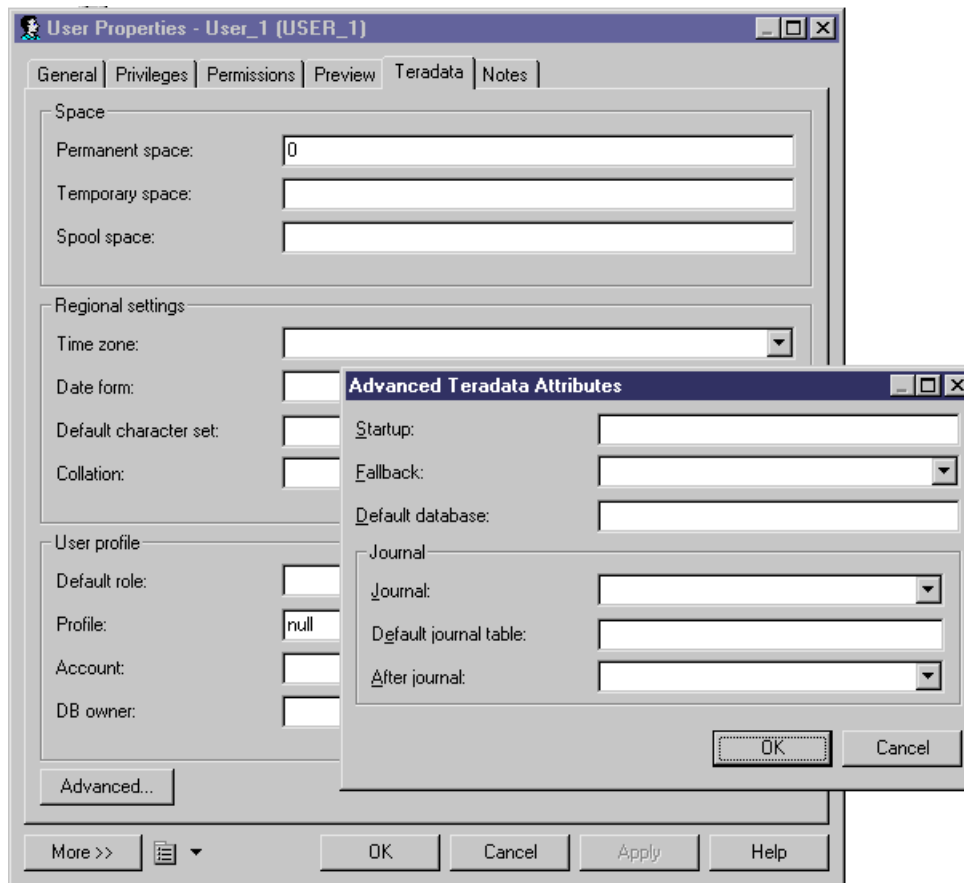 User Properties - User_1 (USER_1)
General Privileges Permissions Preview Teradata Notes
Space
Permanent space: 0
Temporary space:
Spool space:
Regional settings
Time zone:
Date form:
Default character set:
Collation:
User profile
Default role:
Profile: null
Account:
DB owner:
Advanced...
More >> OK Cancel Apply Help
Advanced Teradata Attributes
Startup:
Fallback:
Default database:
Journal
Journal:
Default journal table:
After journal:
OK Cancel